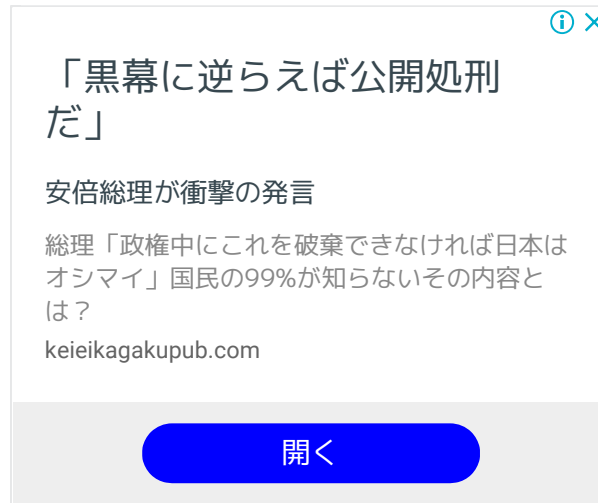 「黒幕に逆らえば公開処刑
だ」
安倍総理が衝撃の発言
総理「政権中にこれを破棄できなければ日本は
オシマイ」国民の99%が知らないその内容と
は？
keieikagakupub.com
開く